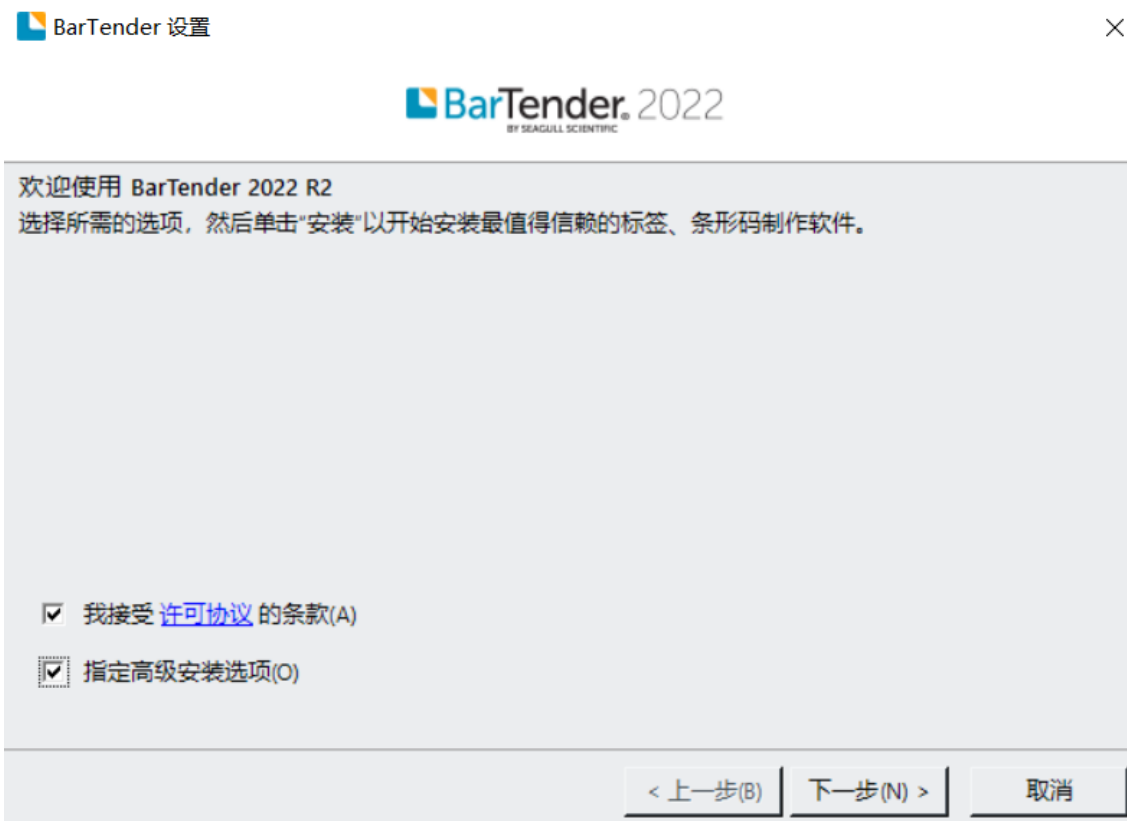 BarTender 设置
BarTender® 2022
BY SEAGULL SCIENTIFIC
欢迎使用 BarTender 2022 R2
选择所需的选项，然后单击“安装”以开始安装最值得信赖的标签、条形码制作软件。
我接受 许可协议 的条款(A)
指定高级安装选项(O)
< 上一步(B) 下一步(N) > 取消